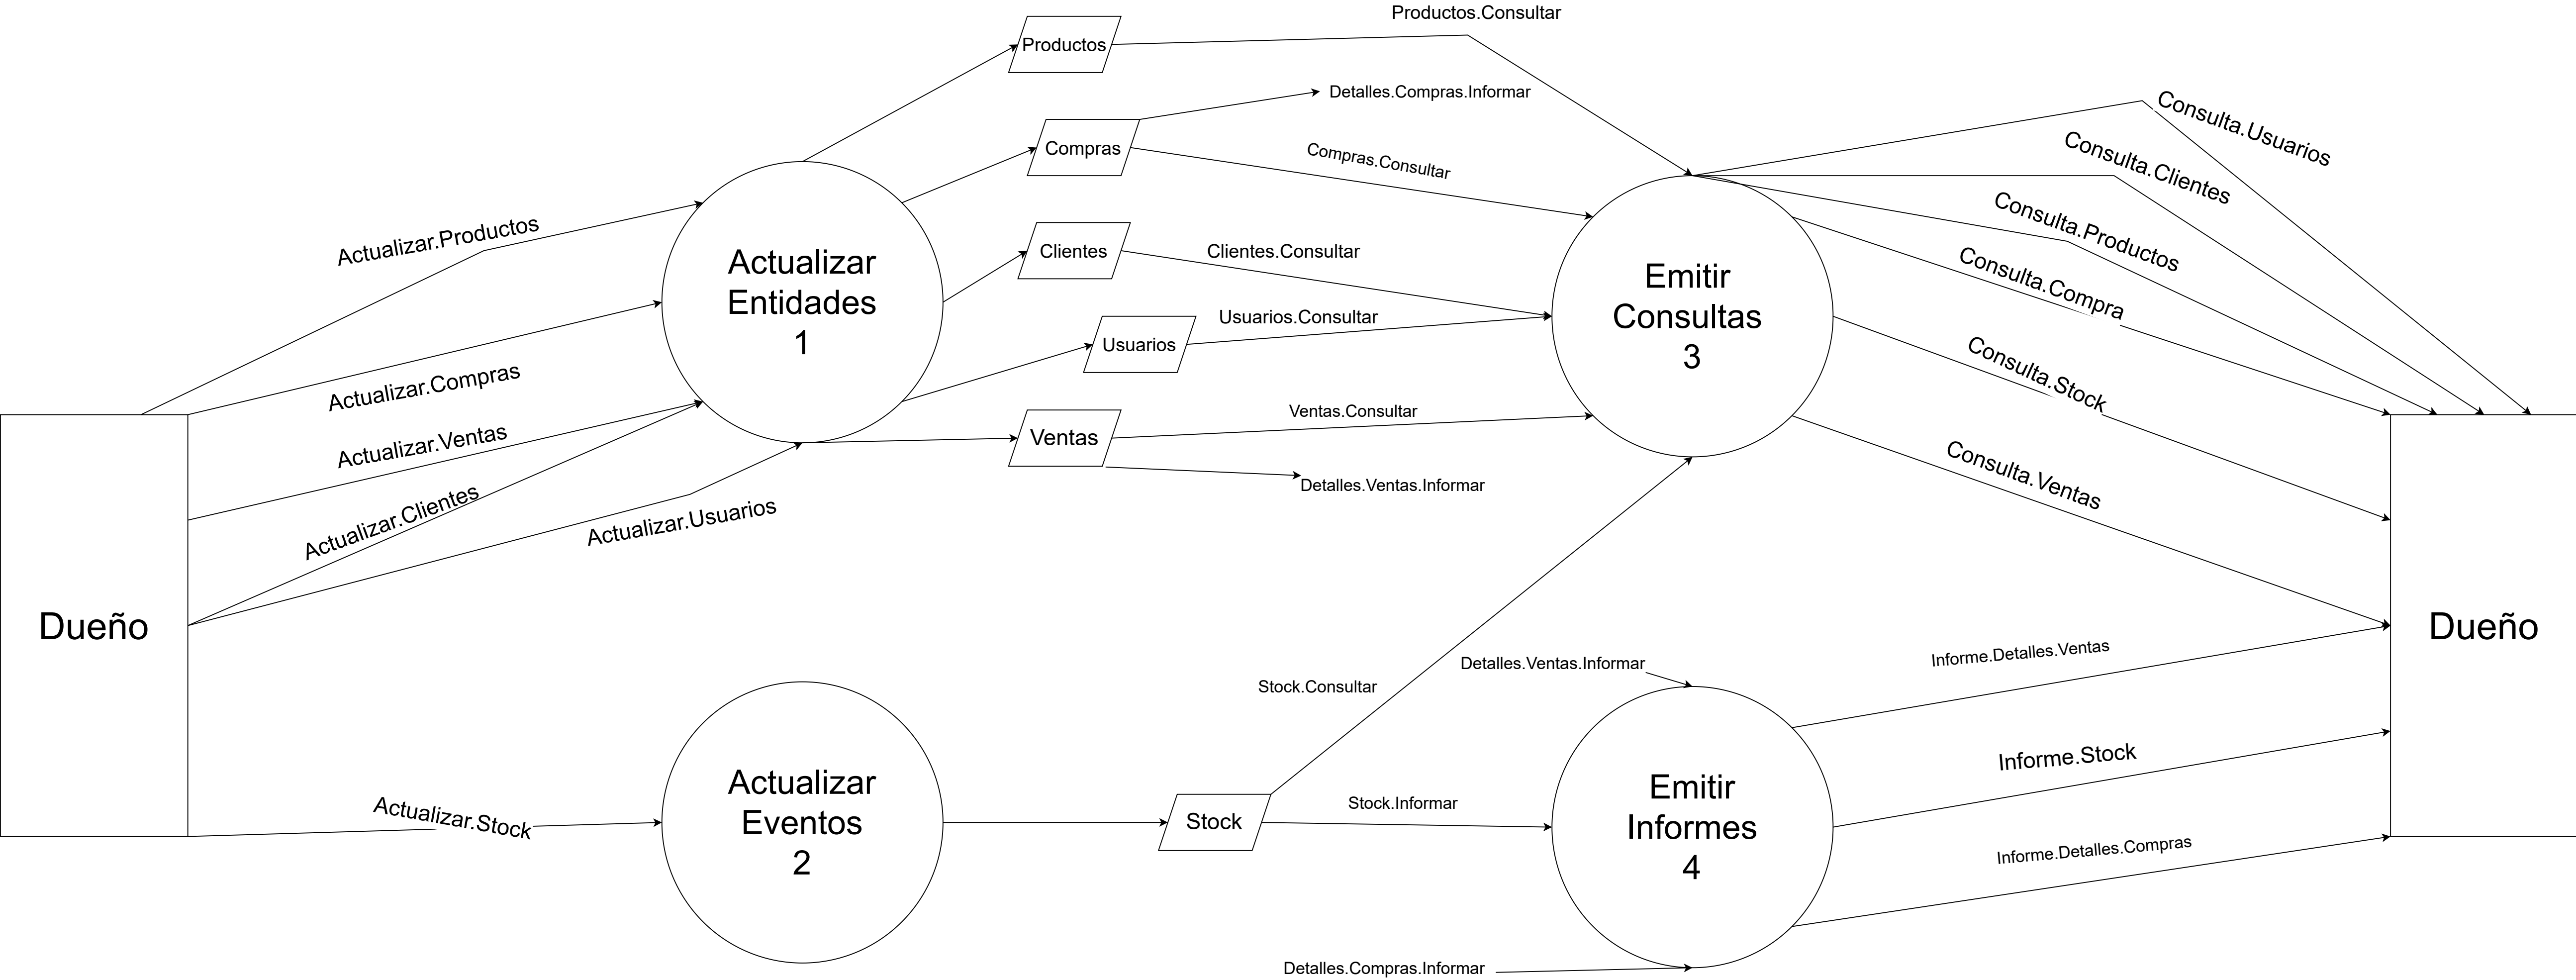 Productos.Consultar
Productos
Detalles.Compras.Informar
Consulta.Usuarios
Compras
Compras.Consultar
Consulta.Clientes
Actualizar.Productos
Consulta.Productos
Clientes
Clientes.Consultar
Actualizar
Entidades
1
Emitir
Consultas
3
Consulta.Compra
Usuarios.Consultar
Usuarios
Consulta.Stock
Actualizar.Compras
Ventas.Consultar
Ventas
Actualizar.Ventas
Consulta.Ventas
Detalles.Ventas.Informar
Actualizar.Clientes
Actualizar.Usuarios
Dueño
Dueño
Detalles.Ventas.Informar
Informe.Detalles.Ventas
Stock.Consultar
Informe.Stock
Actualizar.Stock
Actualizar
Eventos
2
Stock
Stock.Informar
Emitir
Informes
4
Informe.Detalles.Compras
Detalles.Compras.Informar